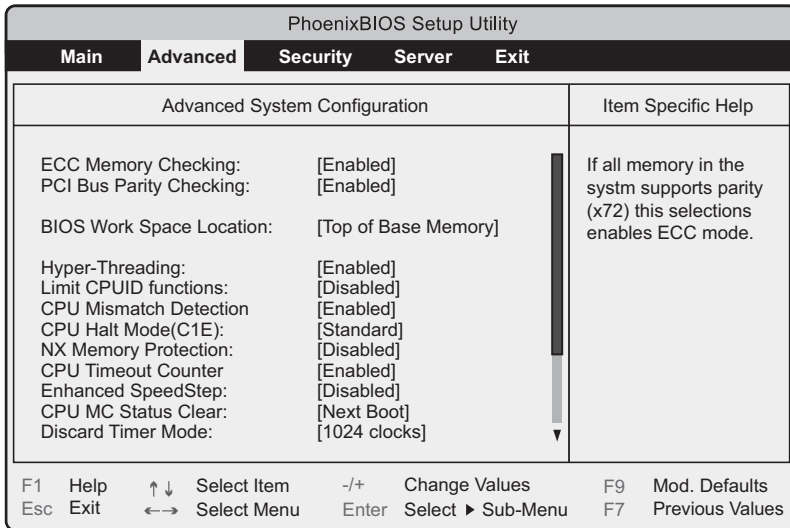 PhoenixBIOS Setup Utility
Main Advanced Security Server Exit
Advanced System Configuration
ECC Memory Checking: [Enabled]
PCI Bus Parity Checking: [Enabled]
BIOS Work Space Location: [Top of Base Memory]
Hyper-Threading: [Enabled]
Limit CPUID functions: [Disabled]
CPU Mismatch Detection [Enabled]
CPU Halt Mode(C1E): [Standard]
NX Memory Protection: [Disabled]
CPU Timeout Counter [Enabled]
Enhanced SpeedStep: [Disabled]
CPU MC Status Clear: [Next Boot]
Discard Timer Mode: [1024 clocks]
Item Specific Help
If all memory in the
systm supports parity
(x72) this selections
enables ECC mode.
F1 Help ↑ ↓ Select Item -/+ Change Values F9 Mod. Defaults
Esc Exit ←→ Select Menu Enter Select ▶ Sub-Menu F7 Previous Values